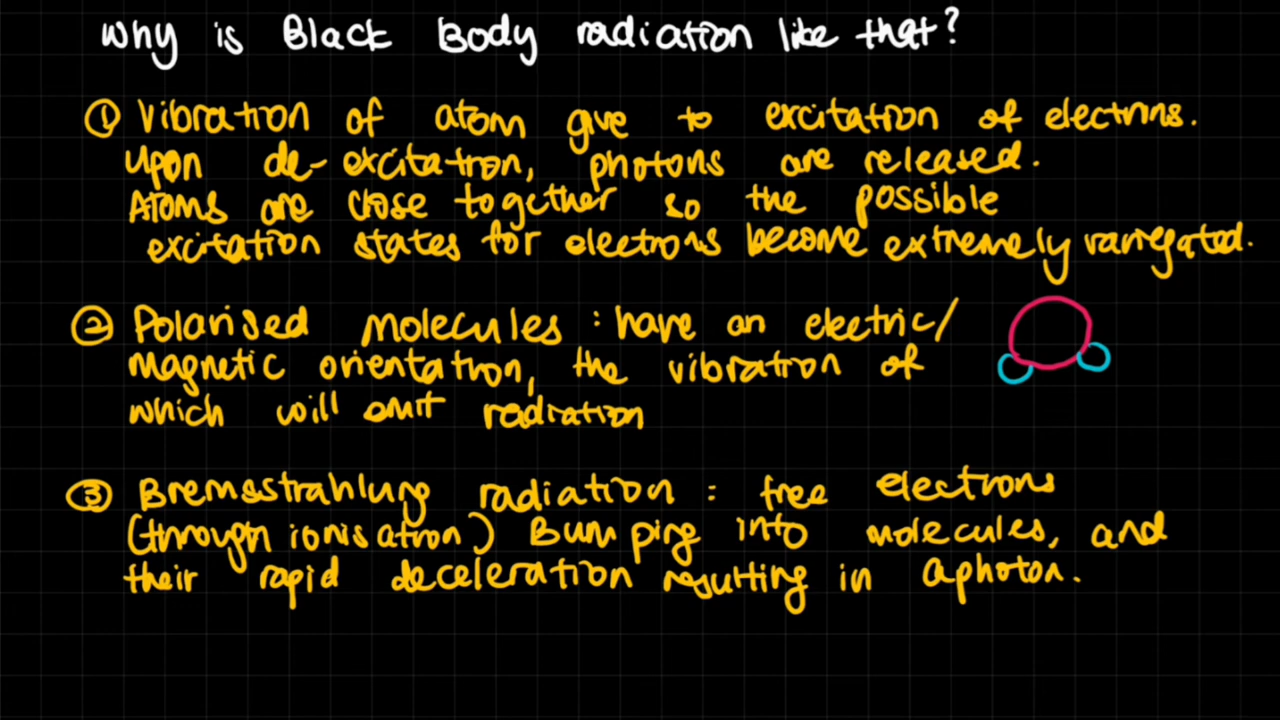 Why is Black Body radiation like that?
① Vibration of atom give to excitation of electrons.
Upon de-excitation, photons are released.
Atoms are close together so the possible
excitation states for electrons become extremely varregated.
② Polarised molecules : have an electric/
magnetic orientation, the vibration of
which will emit radiation
③ Bremsstrahlung radiation : free electrons
(through ionisation) Bumping into molecules, and
their rapid deceleration resulting in a photon.